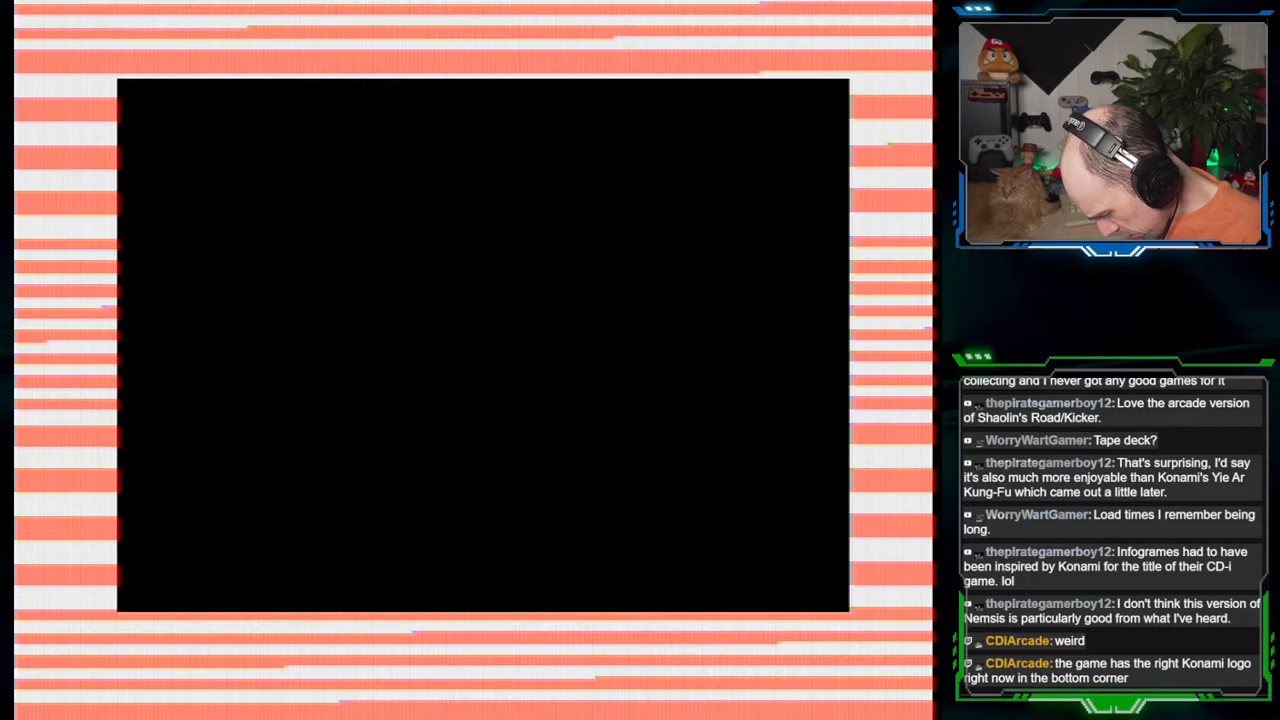 collecting and I never got any good games for it
thepirategamerboy12: Love the arcade version
of Shaolin's Road/Kicker.
WorryWartGamer: Tape deck?
thepirategamerboy12: That's surprising, I'd say
it's also much more enjoyable than Konami's Yie Ar
Kung-Fu which came out a little later.
WorryWartGamer: Load times I remember being
long.
thepirategamerboy12: Infogrames had to have
been inspired by Konami for the title of their CD-i
game. lol
thepirategamerboy12: I don't think this version of
Nemsis is particularly good from what I've heard.
CDiArcade: weird
CDiArcade: the game has the right Konami logo
right now in the bottom corner